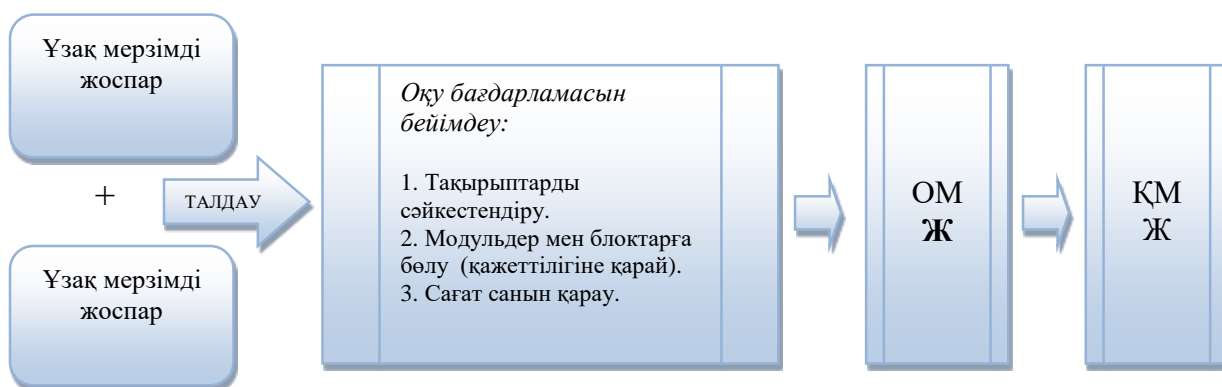 Ұзақ мерзімді
жоспар
+
Ұзақ мерзімді
жоспар
ТАЛДАУ
Оқу бағдарламасын
бейімдеу:
1. Тақырыптарды
сәйкестендіру.
2. Модульдер мен блоктарға
бөлу (қажеттілігіне қарай).
3. Сағат санын қарау.
ОМ
Ж
ҚМ
Ж